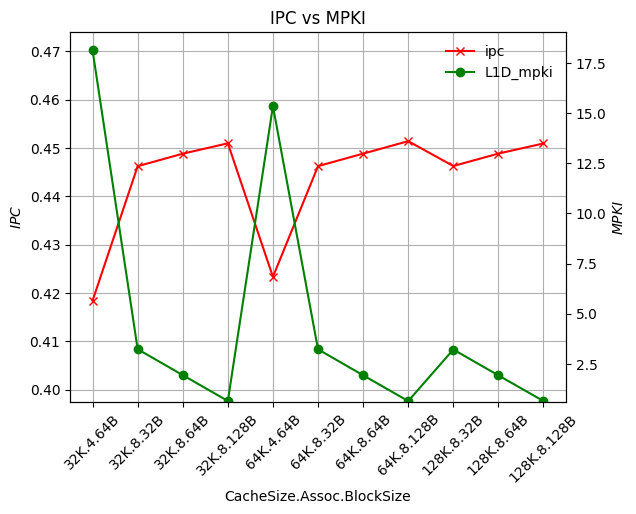 IPC vs MPKI
ipc
L1D_mpki
0.47
0.46
0.45
0.44
0.43
0.42
0.41
0.40
IPC
17.5
15.0
12.5
10.0
7.5
5.0
2.5
MPKI
32K.4.64B
32K.8.32B
32K.8.64B
32K.8.128B
64K.4.64B
64K.8.32B
64K.8.64B
64K.8.128B
128K.8.32B
128K.8.64B
128K.8.128B
CacheSize.Assoc.BlockSize